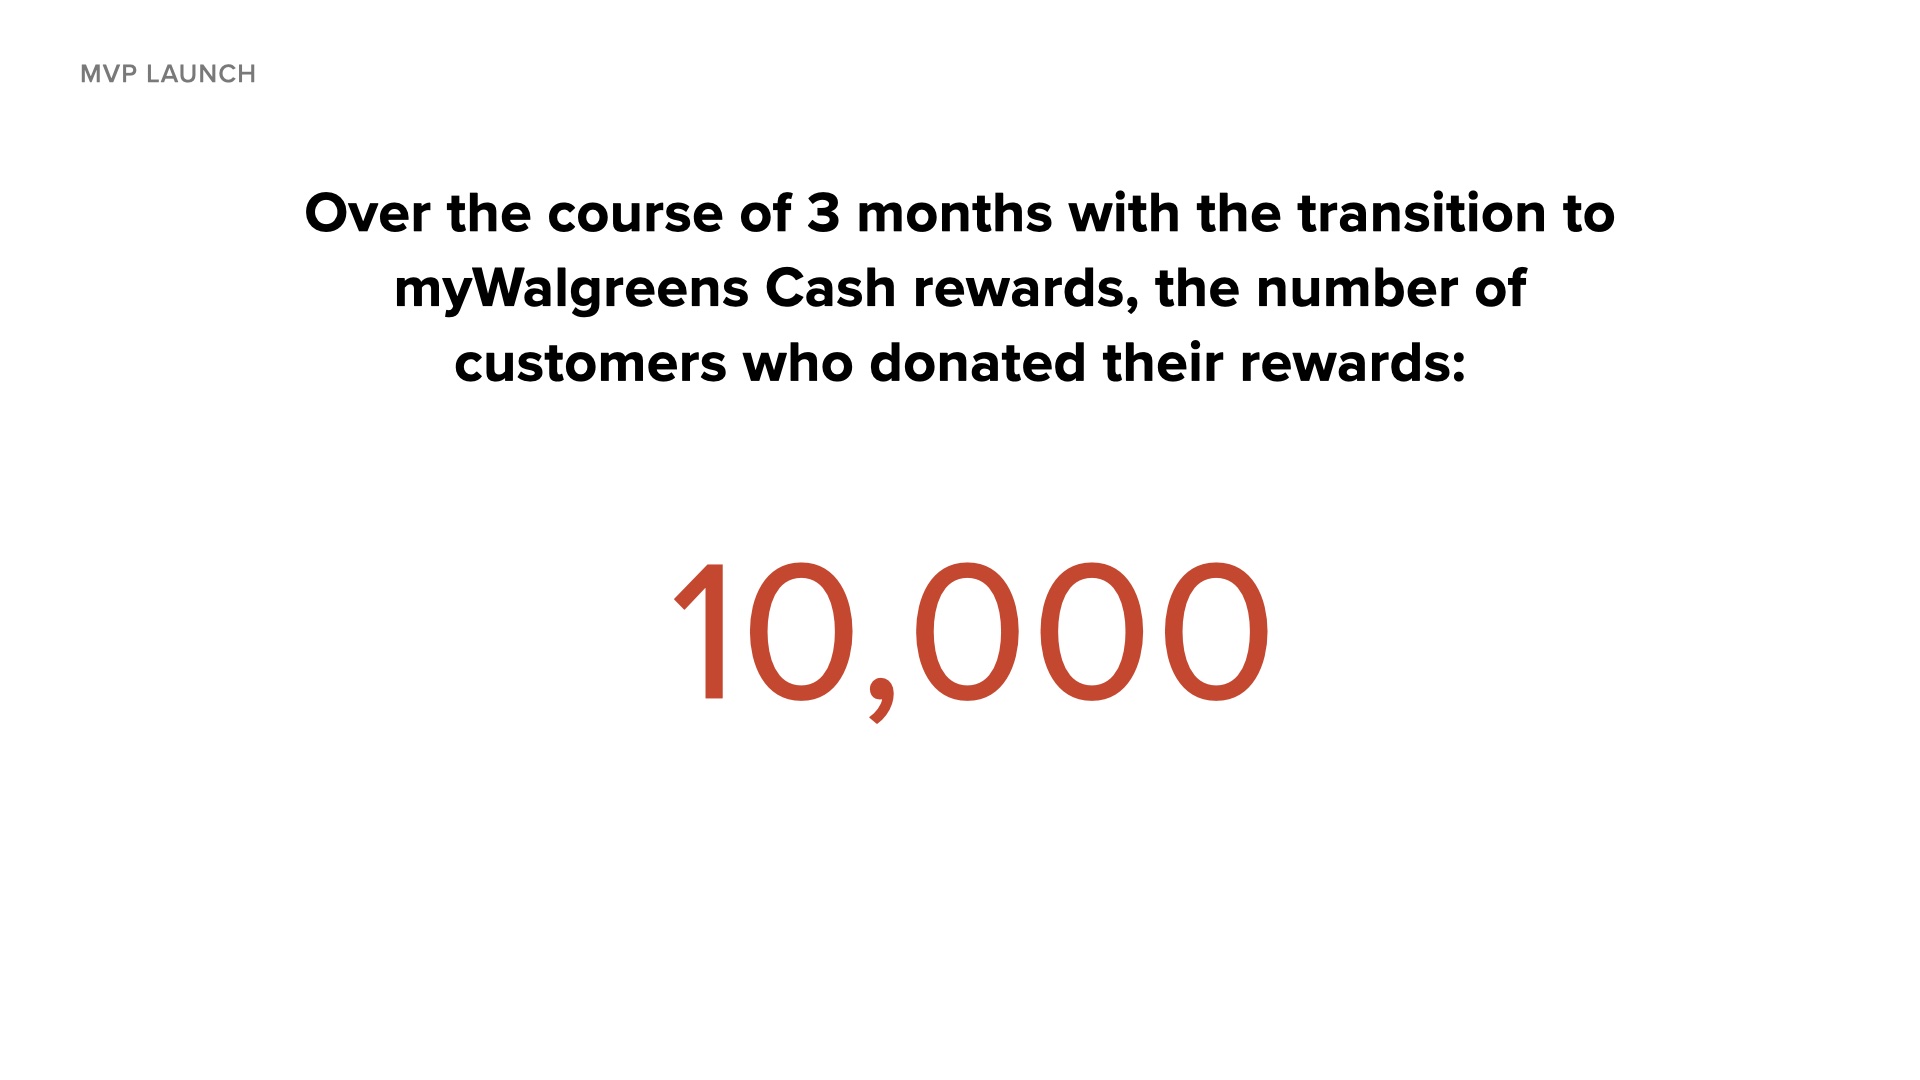 MVP LAUNCH
Over the course of 3 months with the transition to
myWalgreens Cash rewards, the number of
customers who donated their rewards:
10,000